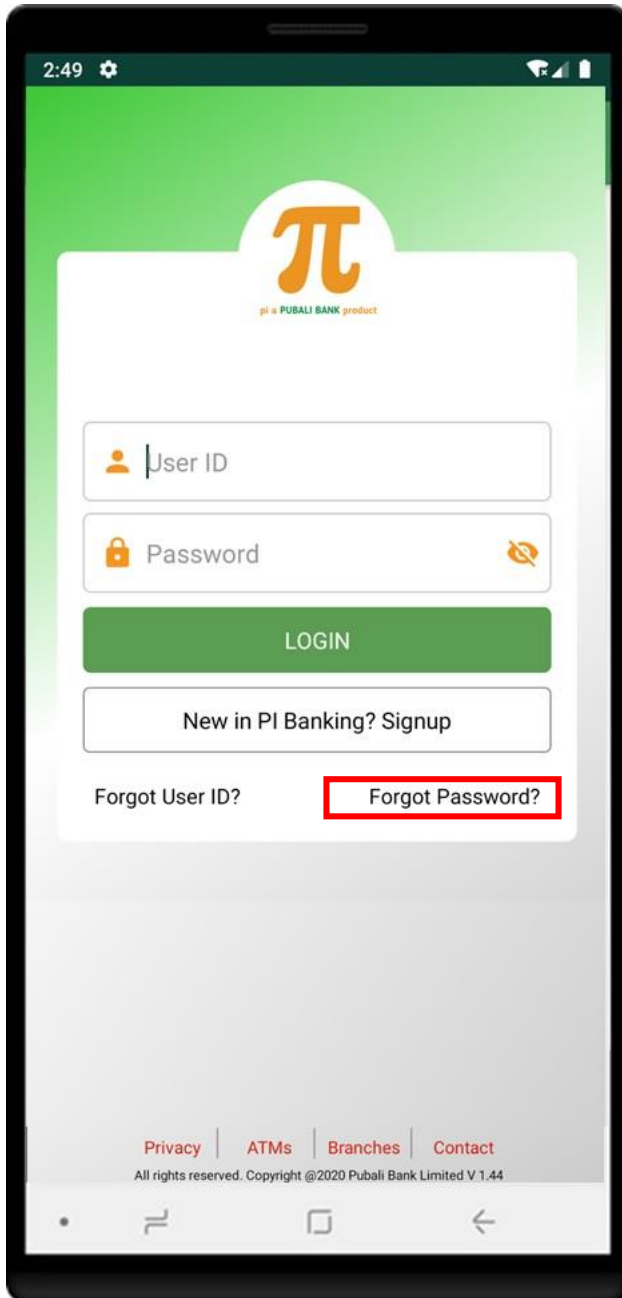 2:49
π
pi a PUBALI BANK product
User ID
Password
LOGIN
New in PI Banking? Signup
Forgot User ID? Forgot Password?
Privacy ATMs Branches Contact
All rights reserved. Copyright @2020 Pubali Bank Limited V 1.44